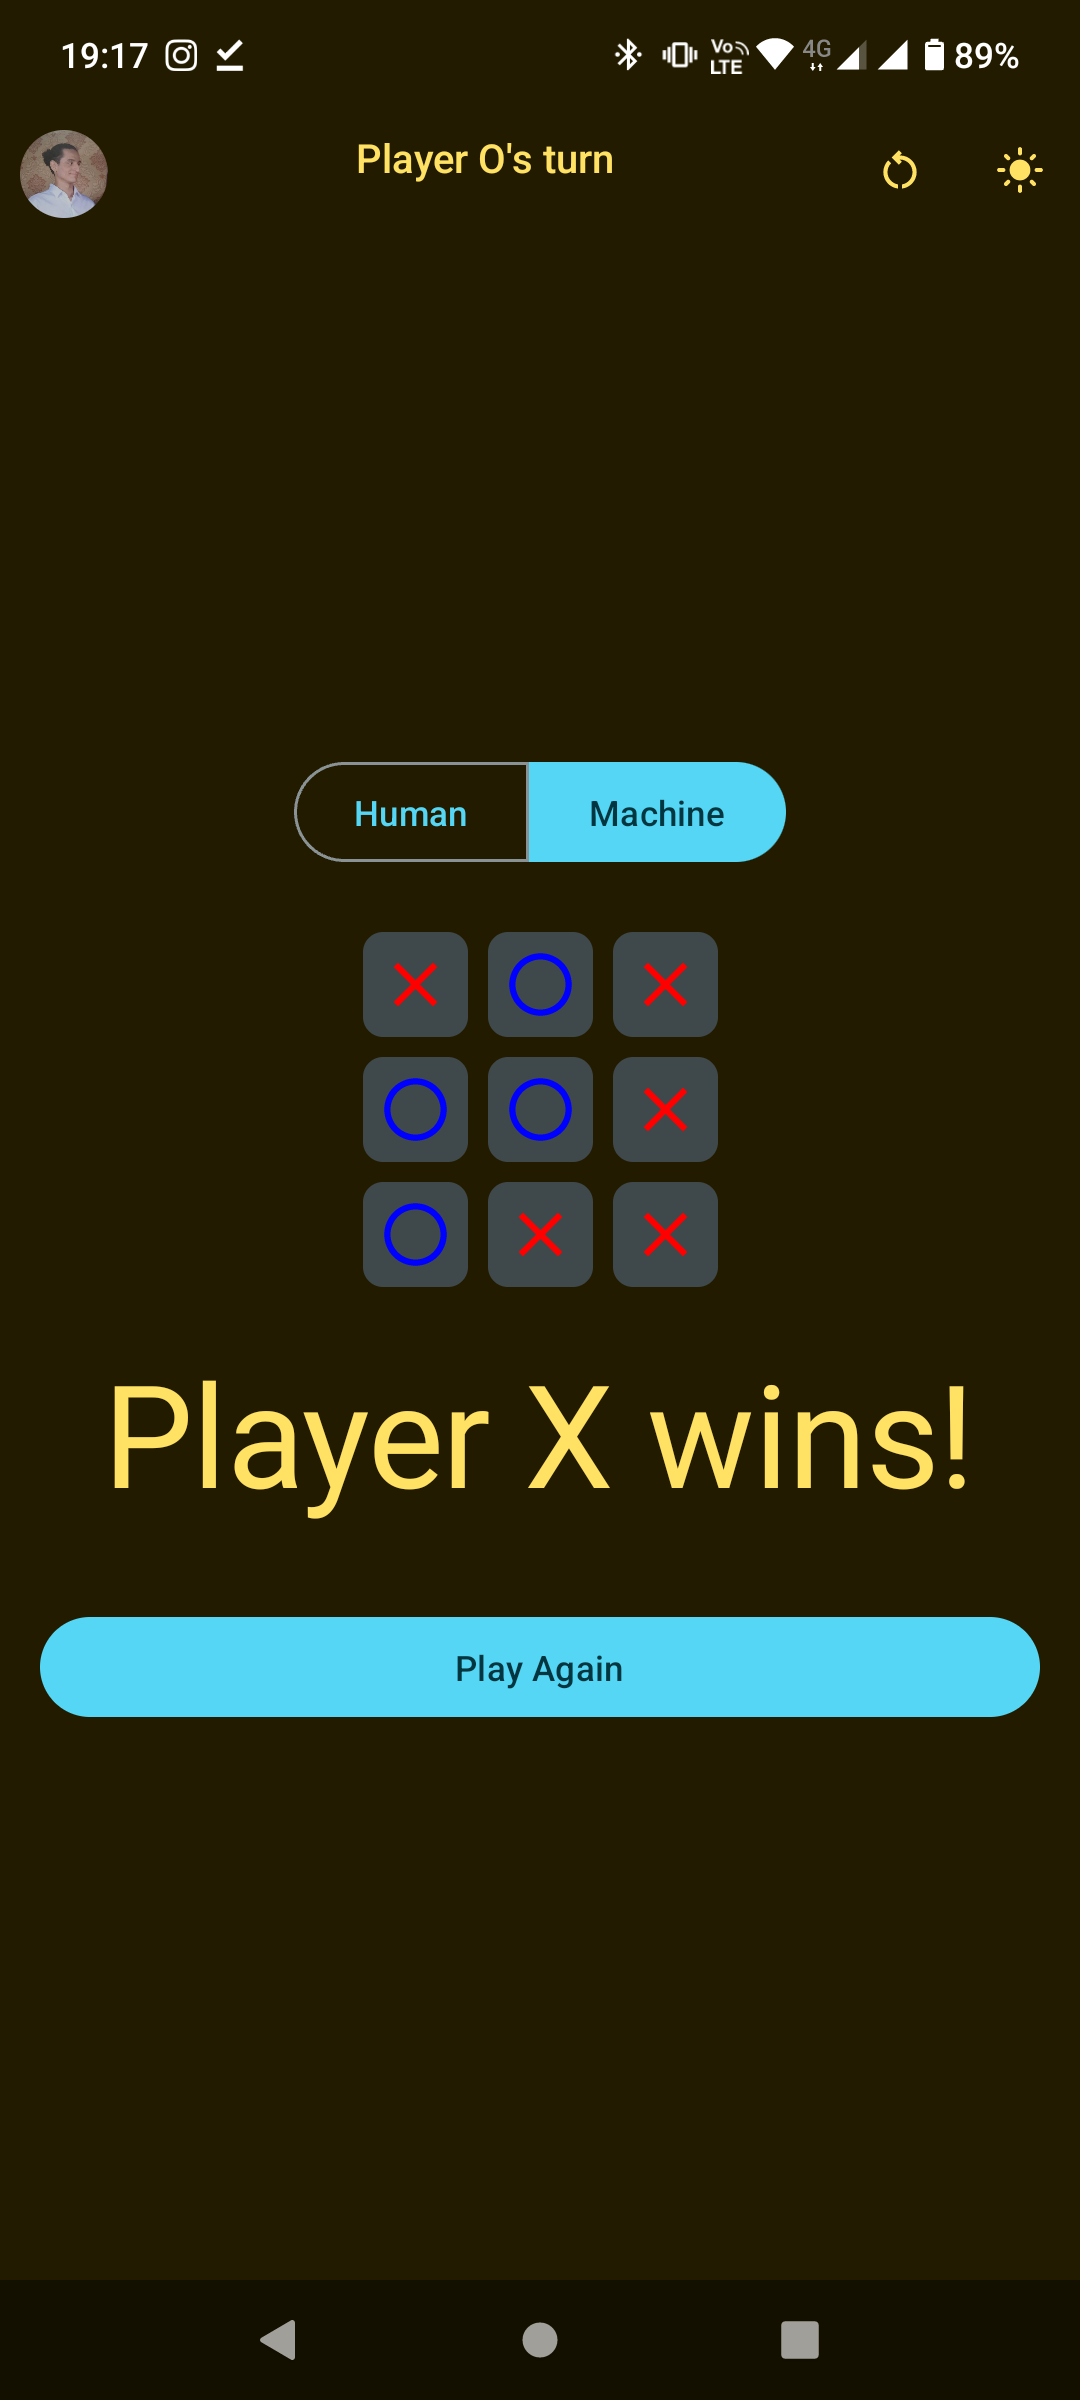 19:17
Vo
LTE
4G
89%
Player O's turn
Human Machine
Player X wins!
Play Again